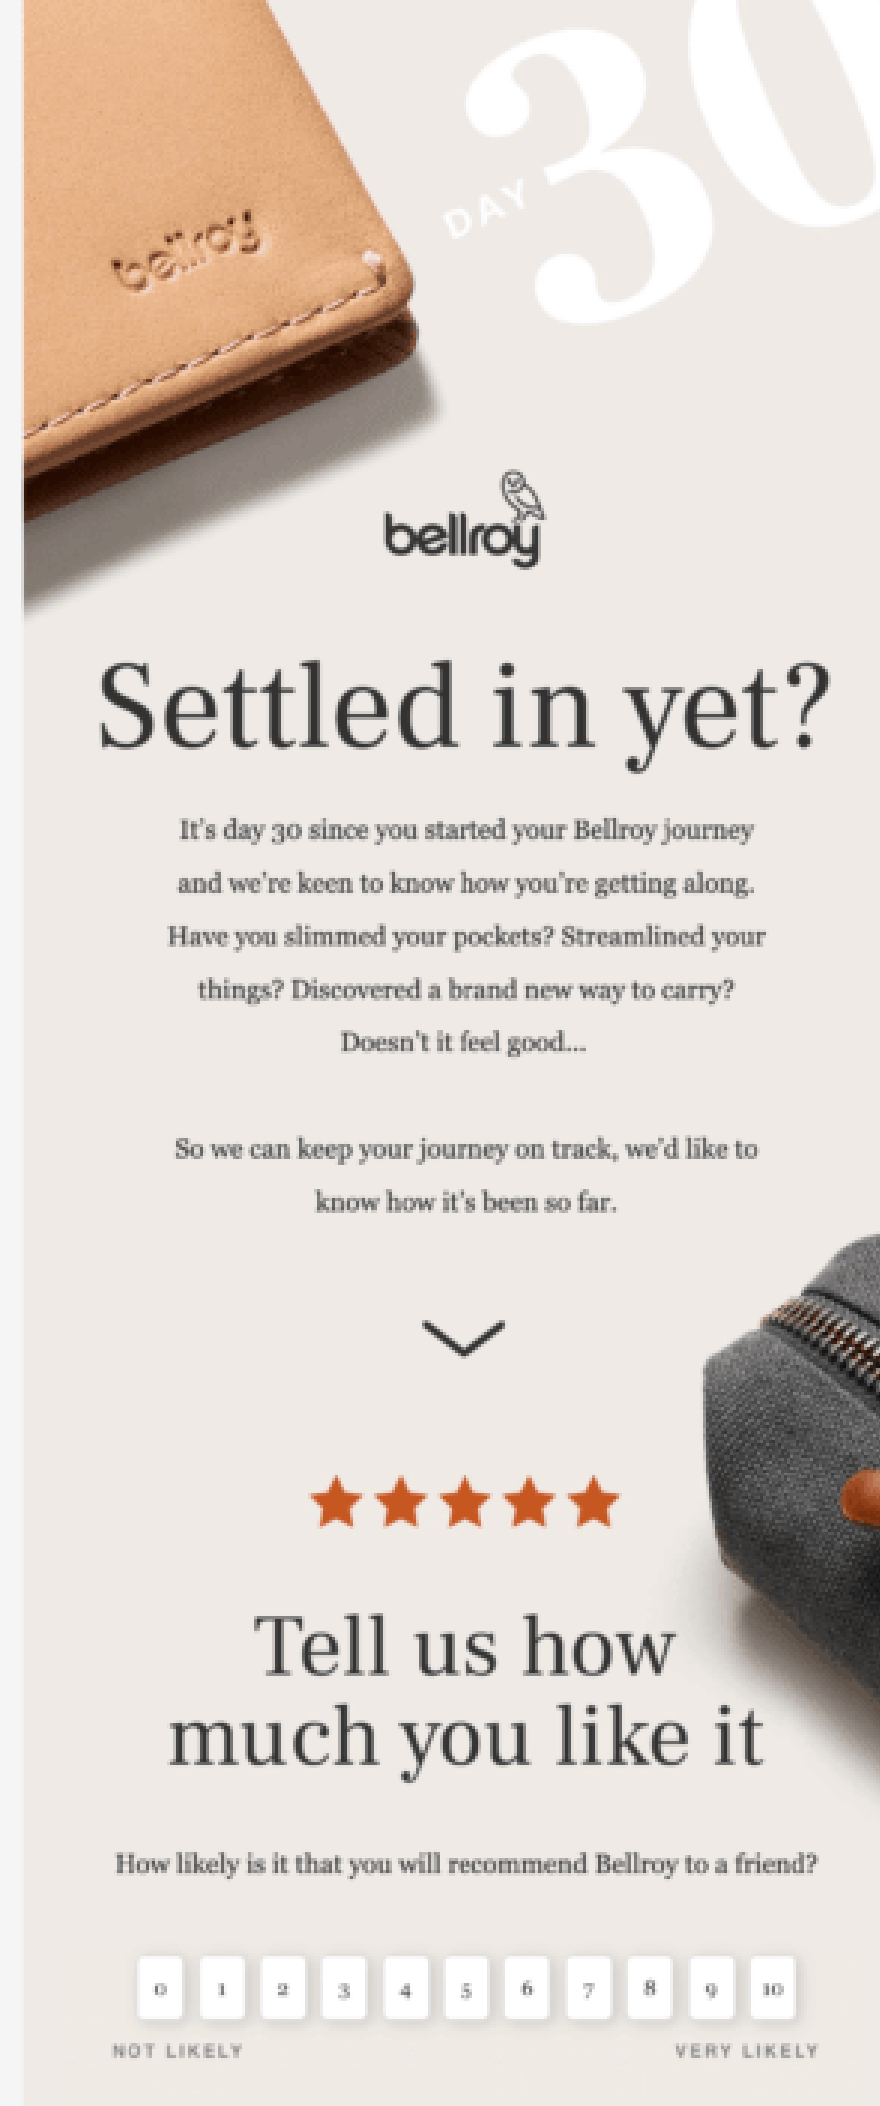 DAY 30
bellroy
bellroy
Settled in yet?
It's day 30 since you started your Bellroy journey
and we're keen to know how you're getting along.
Have you slimmed your pockets? Streamlined your
things? Discovered a brand new way to carry?
Doesn't it feel good...
So we can keep your journey on track, we'd like to
know how it's been so far.
Tell us how
much you like it
How likely is it that you will recommend Bellroy to a friend?
0 1 2 3 4 5 6 7 8 9 10
NOT LIKELY VERY LIKELY